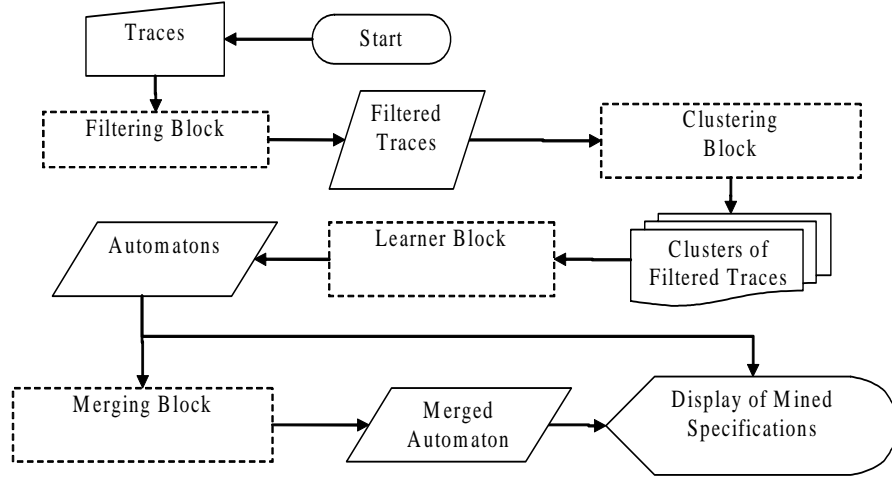 Traces
Start
Filtering Block
Filtered
Traces
Clustering
Block
Automatons
Learner Block
Clusters of
Filtered Traces
Merging Block
Merged
Automaton
Display of Mined
Specifications